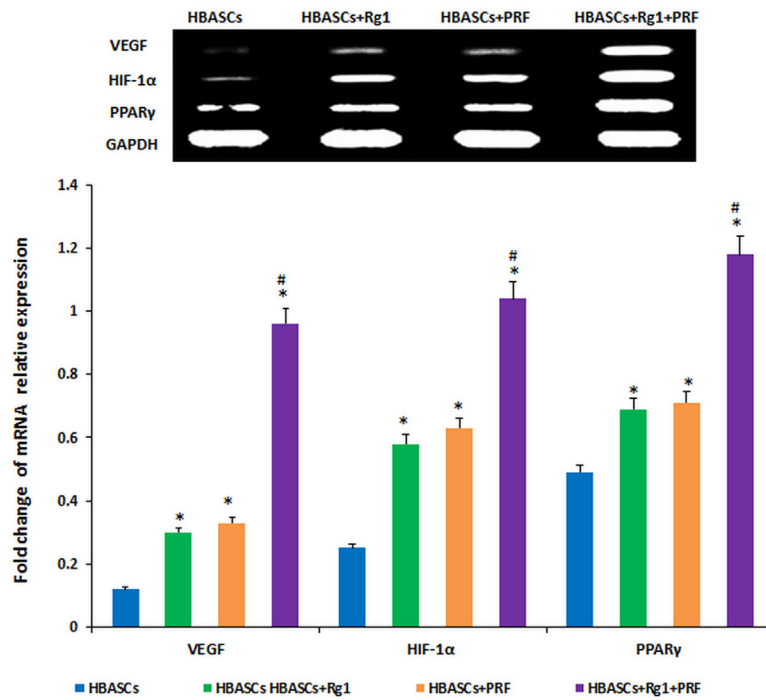 HBASCs HBASCs+Rg1 HBASCs+PRF HBASCs+Rg1+PRF
VEGF
HIF-1α
PPARγ
GAPDH
Fold change of mRNA relative expression
1.4
1.2
1
0.8
0.6
0.4
0.2
0
* * # *
* * # *
* * # *
VEGF HIF-1α PPARγ
HBASCs HBASCs HBASCs+Rg1 HBASCs+PRF HBASCs+Rg1+PRF